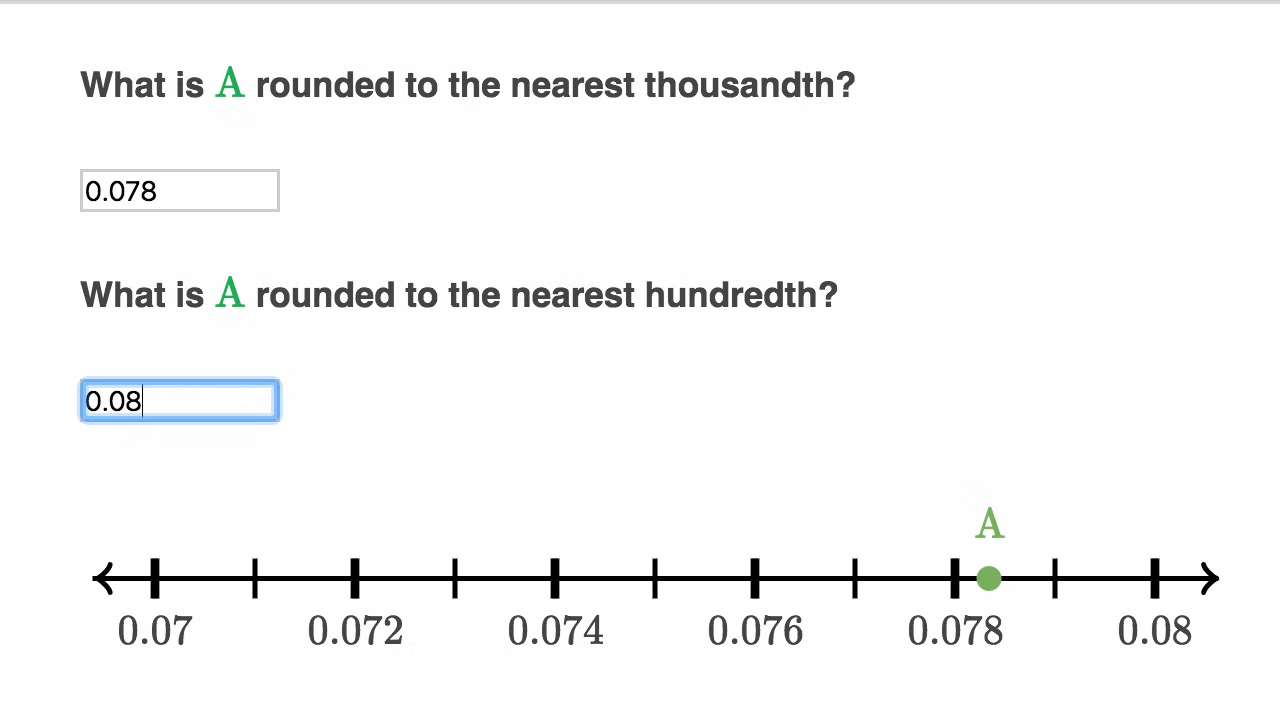 What is A rounded to the nearest thousandth?
0.078
What is A rounded to the nearest hundredth?
0.08
A
0.07 0.072 0.074 0.076 0.078 0.08